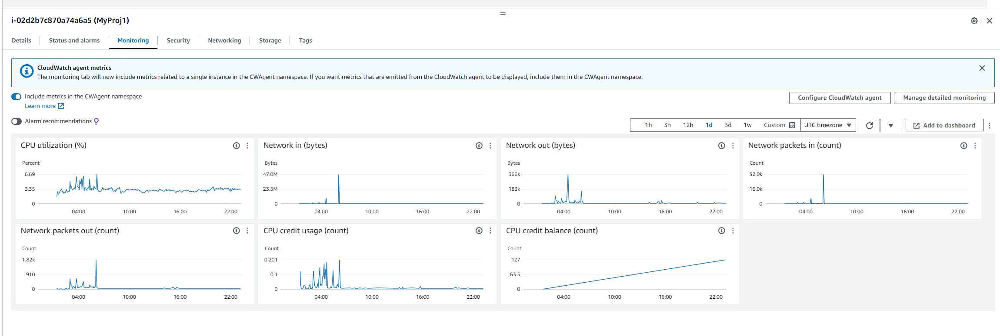 i-02d2b7c870a74a6a5 (MyProj1)
Details
Status and alarms
Monitoring
Security
Networking
Storage
Tags
CloudWatch agent metrics
The monitoring tab will now include metrics related to a single instance in the CWAgent namespace. If you want metrics that are emitted from the CloudWatch agent to be displayed, include them in the CWAgent namespace.
Include metrics in the CWAgent namespace
Learn more
Configure CloudWatch agent
Manage detailed monitoring
Alarm recommendations
1h 3h 12h 1d 3d 1w Custom
UTC timezone
Add to dashboard
CPU utilization (%)
Percent
6.69
3.35
0
04:00 10:00 16:00 22:00
Network in (bytes)
Bytes
47.0M
23.5M
0
04:00 10:00 16:00 22:00
Network out (bytes)
Bytes
366k
183k
0
04:00 10:00 16:00 22:00
Network packets in (count)
Count
32.0k
16.0k
0
04:00 10:00 16:00 22:00
Network packets out (count)
Count
1.82k
910
0
04:00 10:00 16:00 22:00
CPU credit usage (count)
Count
0.201
0.1
0
04:00 10:00 16:00 22:00
CPU credit balance (count)
Count
127
63.5
0
04:00 10:00 16:00 22:00